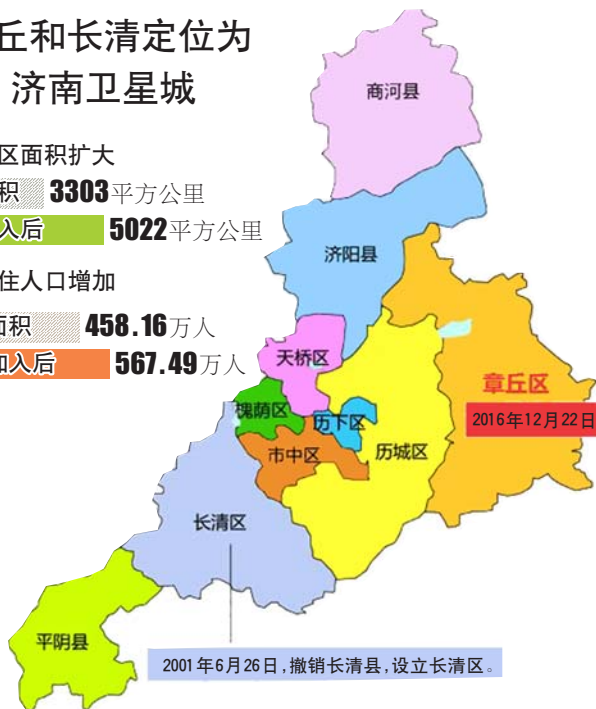 丘和长清定位为
济南卫星城
区面积扩大
积 3303平方公里
入后 5022平方公里
住人口增加
面积 458.16万人
加入后 567.49万人
商河县
济阳县
天桥区
章丘区
2016年12月22日
槐荫区
历下区
市中区
历城区
长清区
平阴县
2001年6月26日,撤销长清县,设立长清区。